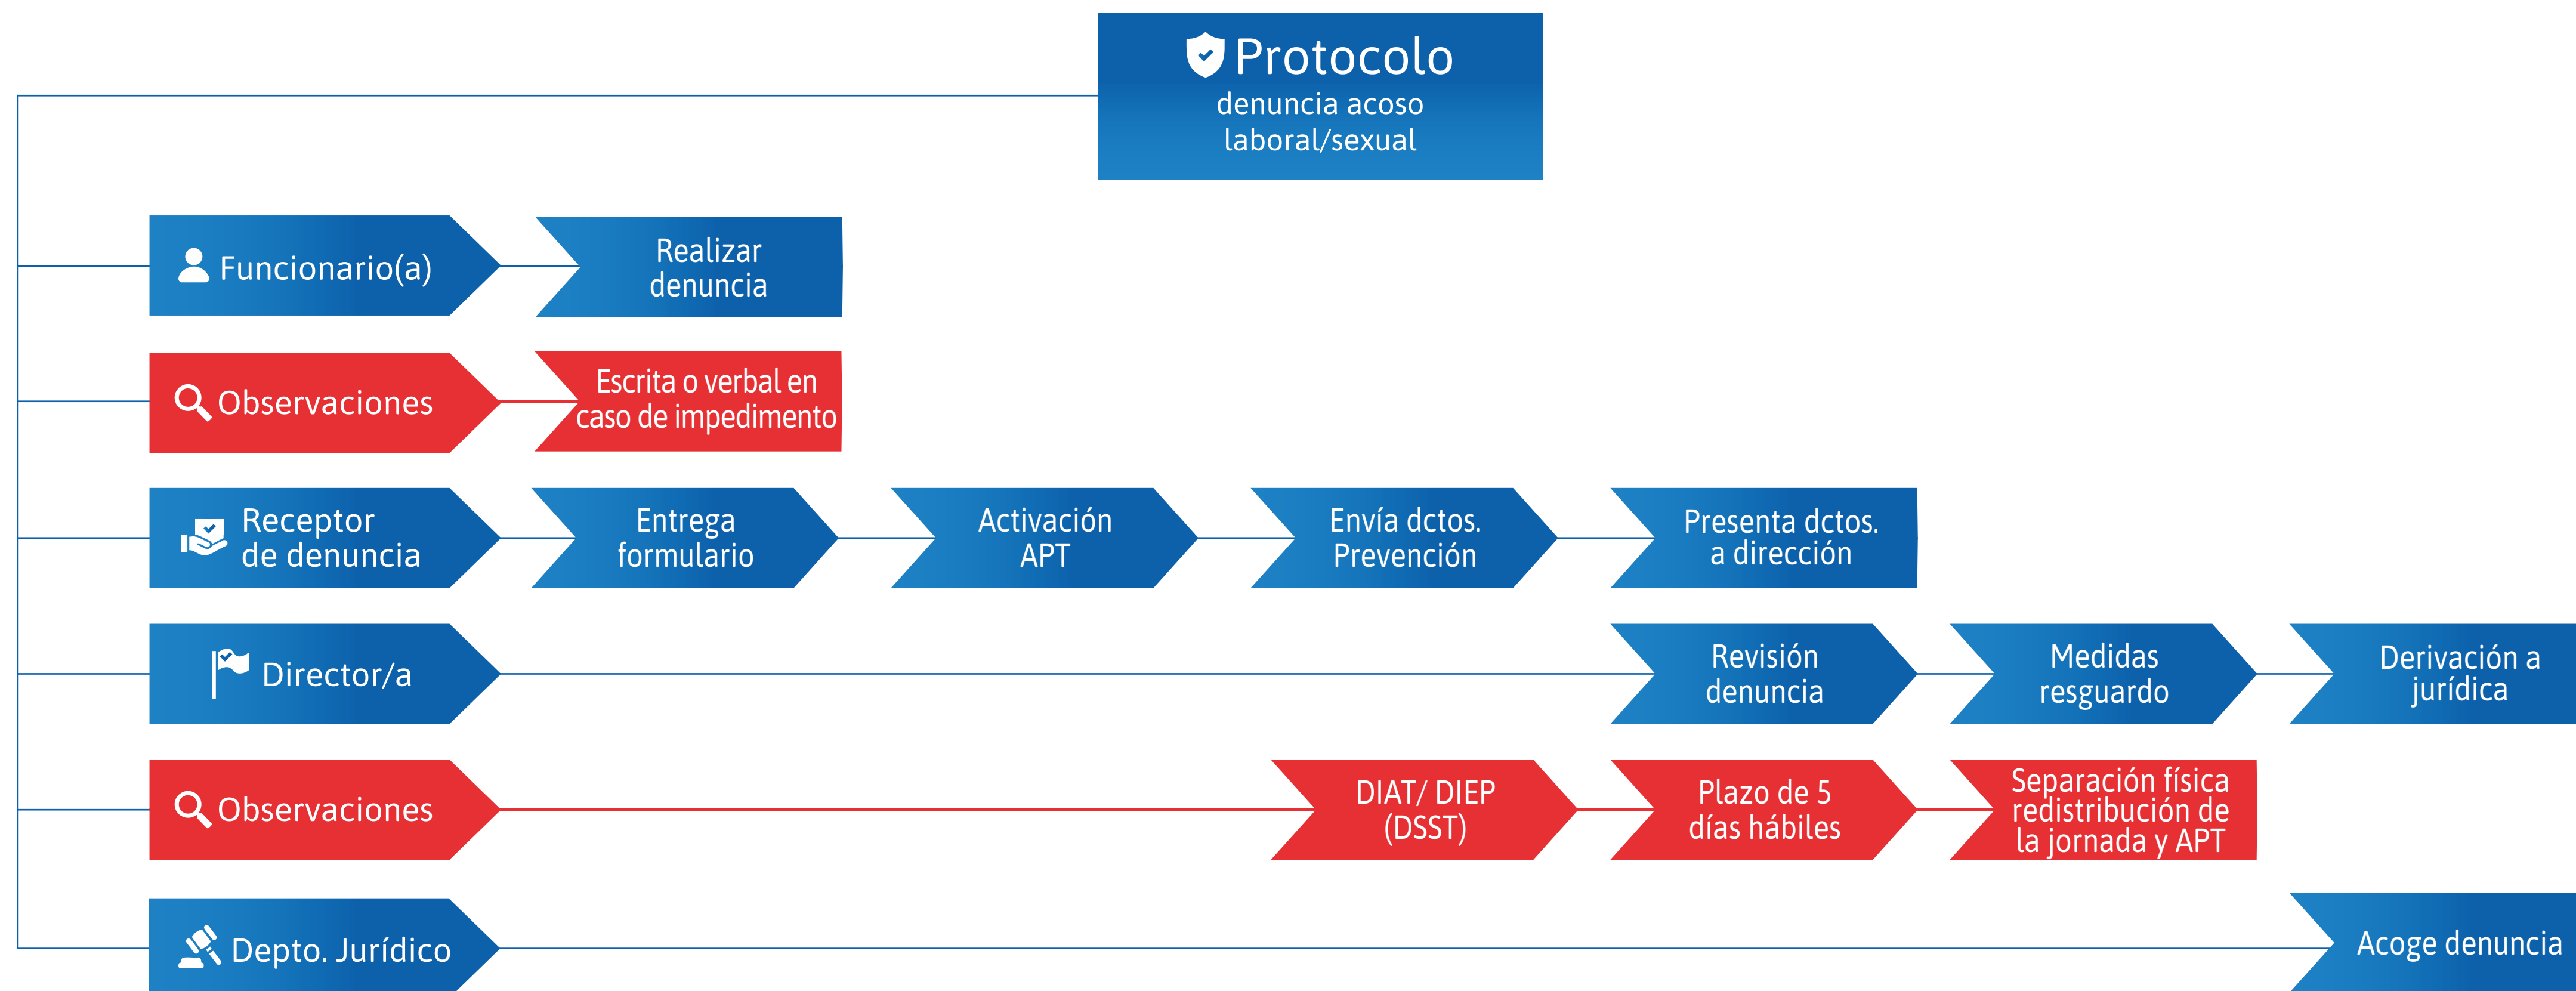 Protocolo
denuncia acoso
laboral/sexual
Funcionario(a)
Realizar
denuncia
Observaciones
Escrita o verbal en
caso de impedimento
Receptor
de denuncia
Entrega
formulario
Activación
APT
Envía dctos.
Prevención
Presenta dctos.
a dirección
Director/a
Revisión
denuncia
Medidas
resguardo
Derivación a
jurídica
Observaciones
DIAT/ DIEP
(DSST)
Plazo de 5
días hábiles
Separación física
redistribución de
la jornada y APT
Depto. Jurídico
Acoge denuncia